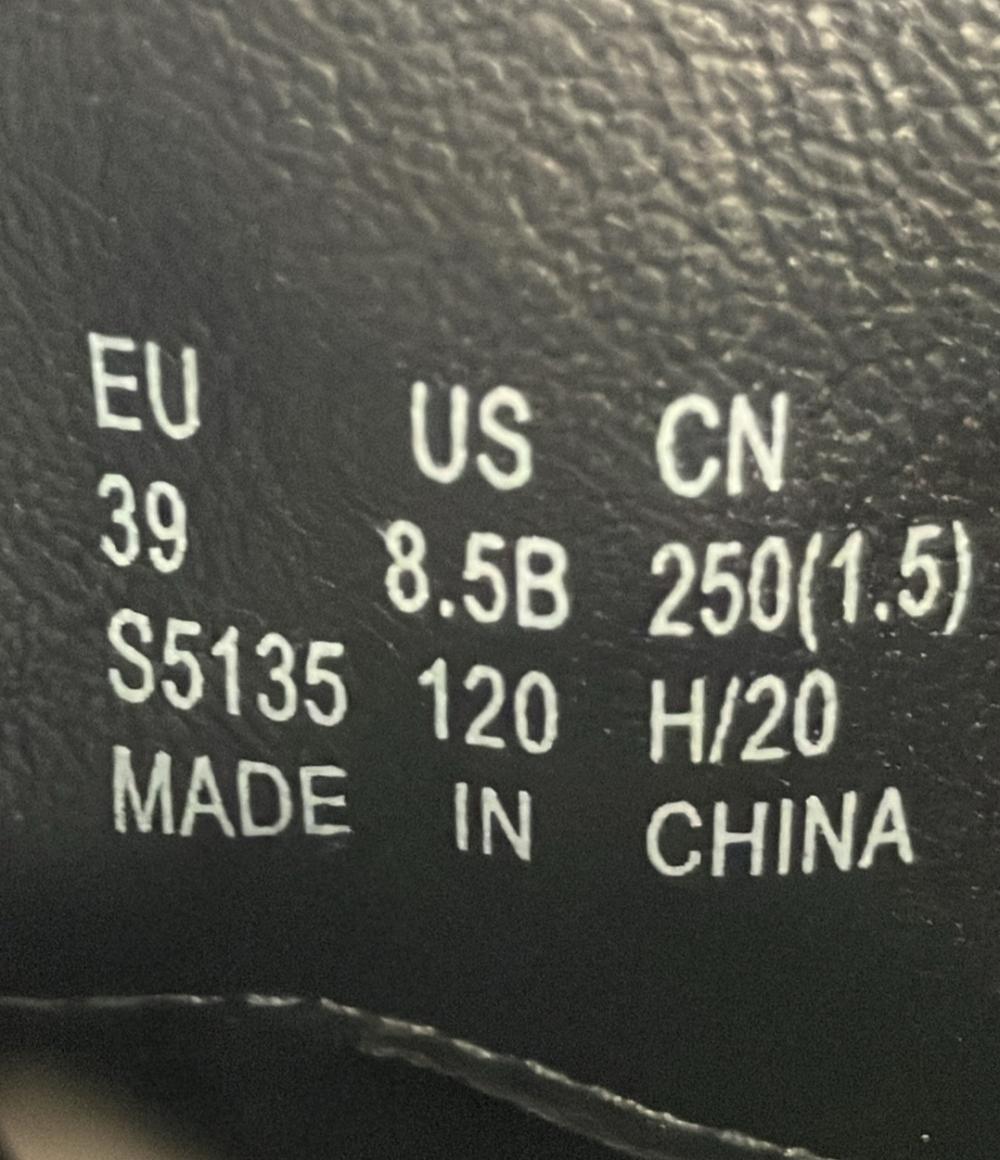 EU US CN
39 8.5B 250(1.5)
S5135 120 H/20
MADE IN CHINA